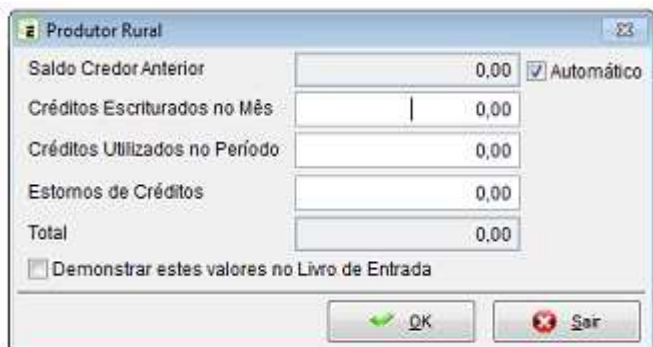 Produtor Rural
Saldo Credor Anterior 0,00 Automático
Créditos Escriturados no Mês 0,00
Créditos Utilizados no Período 0,00
Estornos de Créditos 0,00
Total 0,00
Demonstrar estes valores no Livro de Entrada
OK Sair